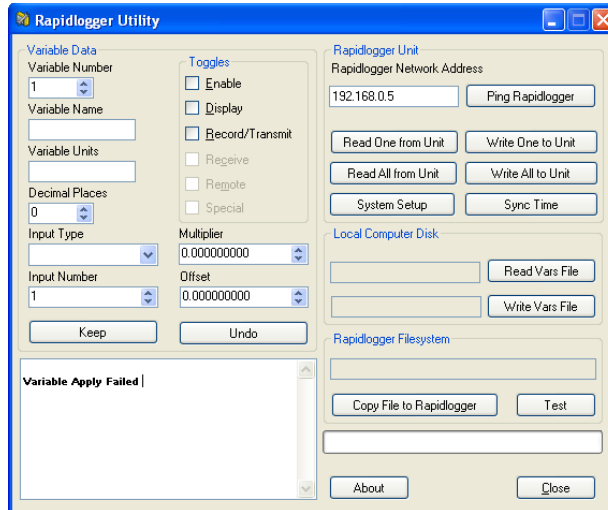 Rapidlogger Utility
Variable Data
Variable Number
1
Variable Name
Variable Units
Decimal Places
0
Input Type
Input Number
1
Keep
Toggles
Enable
Display
Record/Transmit
Receive
Remote
Special
Multiplier
0.000000000
Offset
0.000000000
Undo
Variable Apply Failed
Rapidlogger Unit
Rapidlogger Network Address
192.168.0.5
Ping Rapidlogger
Read One from Unit
Write One to Unit
Read All from Unit
Write All to Unit
System Setup
Sync Time
Local Computer Disk
Read Vars File
Write Vars File
Rapidlogger Filesystem
Copy File to Rapidlogger
Test
About
Close